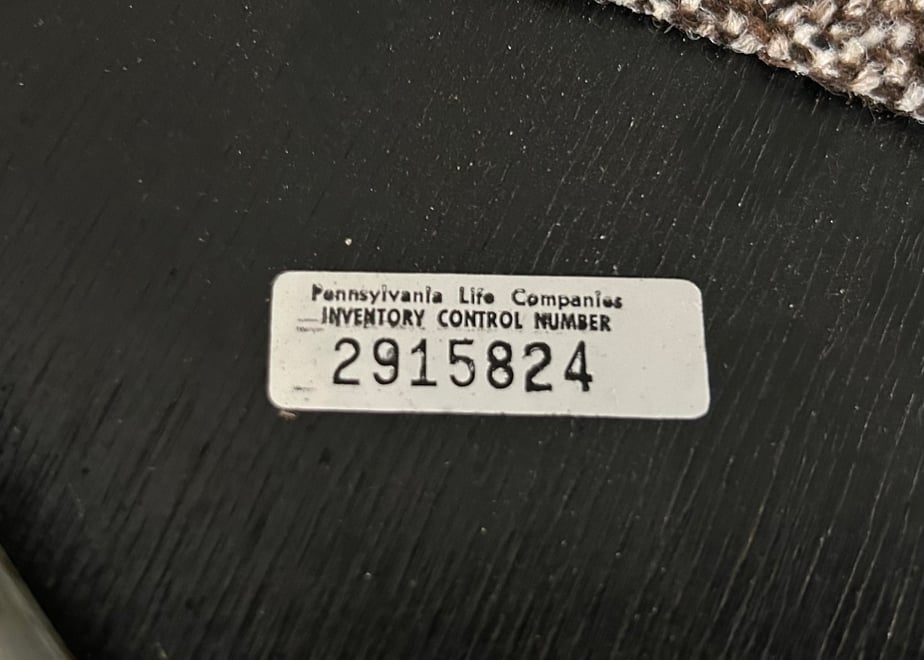 Pennsylvania Life Companies
INVENTORY CONTROL NUMBER
2915824